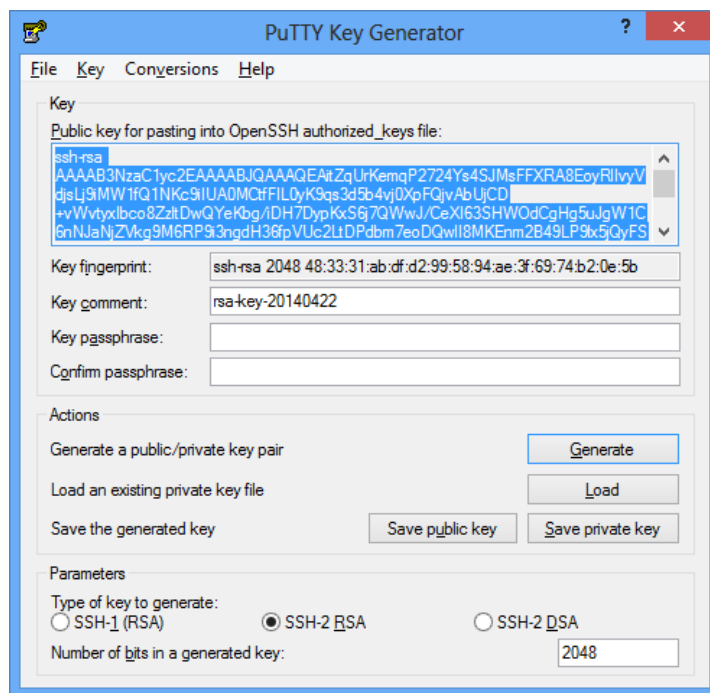 PuTTY Key Generator
?
File Key Conversions Help
Key
Public key for pasting into OpenSSH authorized_keys file:
ssh-rsa
AAAAB3NzaC1yc2EAAAABJQAAAQEAitZqUrKemqP2724Ys4SJMsFFXRA8EoyRIIvyV
djsLj9iMW1fQ1NKc9iIUA0MCtfFIL0yK9qs3d5b4vj0XpFQjvAbUjCD
+vWvtyxIbco8ZzItDwQYeKbg/iDH7DypKxS6j7QWwJ/CeXI63SHWOdCgHg5uJgW1C
6nNJaNjZVkg9M6RP9i3ngdH36fpVUc2LtDPdbm7eoDQwII8MKEnm2B49LP9lx5jQyFS
Key fingerprint:
ssh-rsa 2048 48:33:31:ab:df:d2:99:58:94:ae:3f:69:74:b2:0e:5b
Key comment:
rsa-key-20140422
Key passphrase:
Confirm passphrase:
Actions
Generate a public/private key pair
Generate
Load an existing private key file
Load
Save the generated key
Save public key
Save private key
Parameters
Type of key to generate:
SSH-1 (RSA)
SSH-2 RSA
SSH-2 DSA
Number of bits in a generated key:
2048